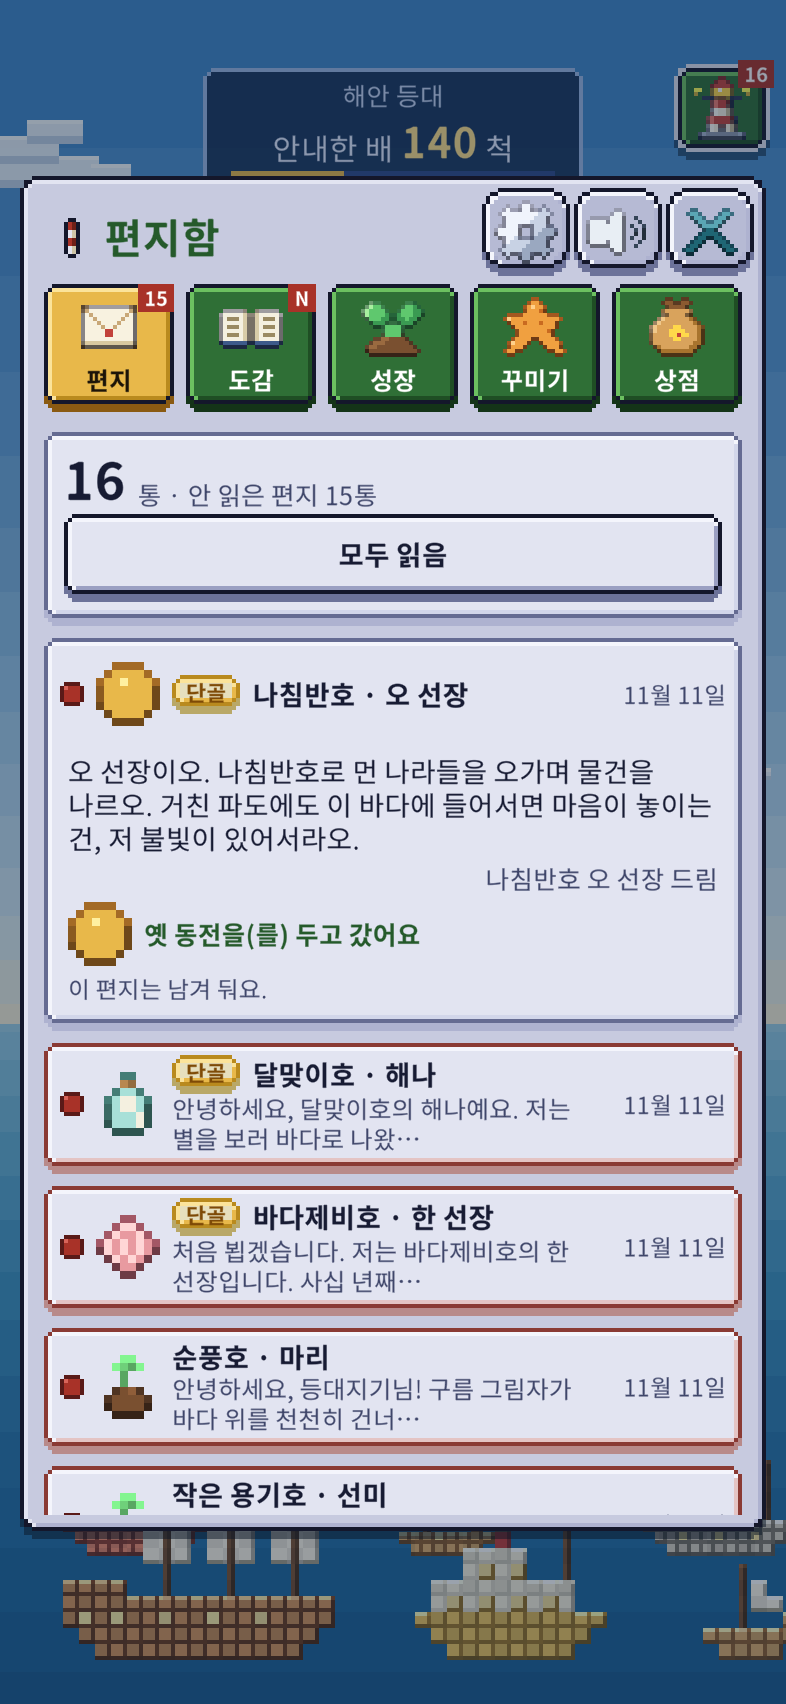 해안 등대
안내한 배 140 척
16
편지함
15
N
편지
도감
성장
꾸미기
상점
16 통 · 안 읽은 편지 15통
모두 읽음
단골 나침반호 · 오 선장 11월 11일
오 선장이오. 나침반호로 먼 나라들을 오가며 물건을
나르오. 거친 파도에도 이 바다에 들어서면 마음이 놓이는
건, 저 불빛이 있어서라오.
나침반호 오 선장 드림
옛 동전을(를) 두고 갔어요
이 편지는 남겨 둬요.
단골 달맞이호 · 해나
안녕하세요, 달맞이호의 해나예요. 저는 11월 11일
별을 보러 바다로 나왔…
단골 바다제비호 · 한 선장
처음 뵙겠습니다. 저는 바다제비호의 한 11월 11일
선장입니다. 사십 년째…
순풍호 · 마리
안녕하세요, 등대지기님! 구름 그림자가 11월 11일
바다 위를 천천히 건너…
작은 용기호 · 선미